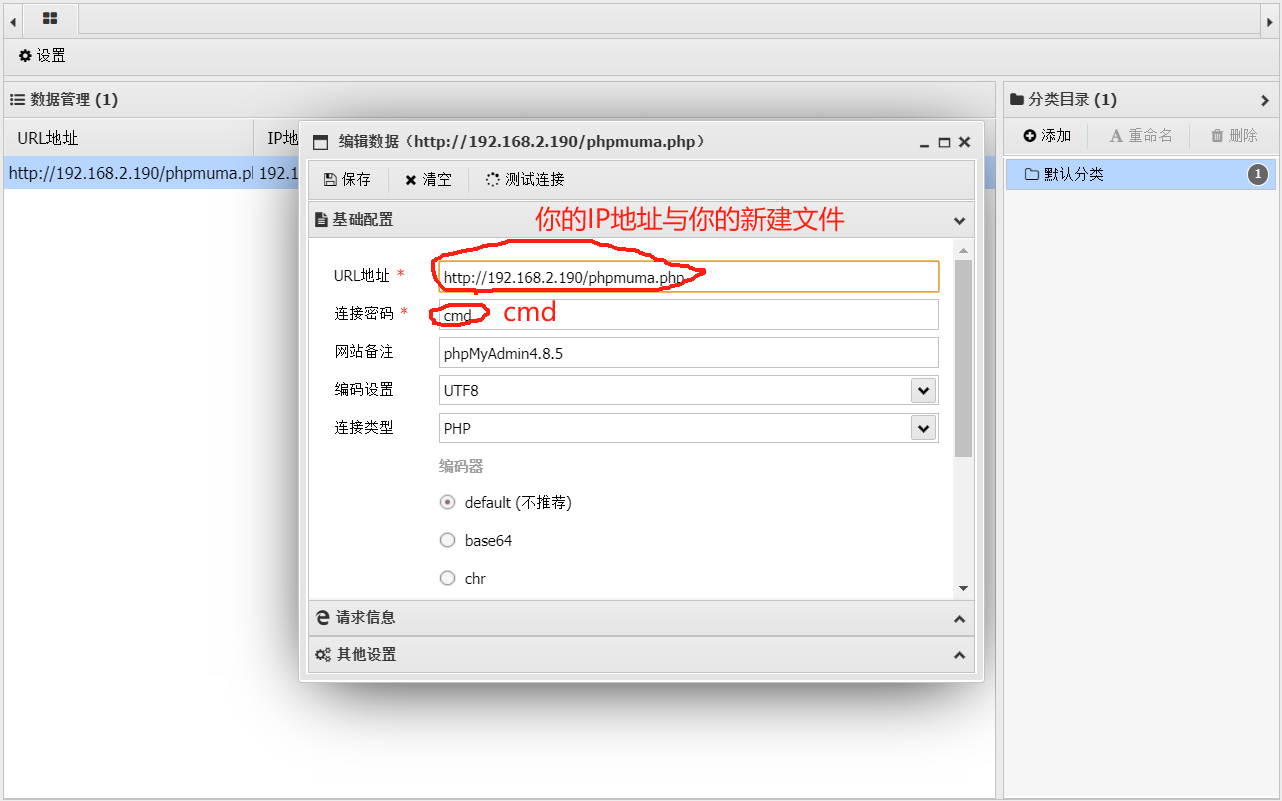 设置
数据管理 (1)
URL地址 IP地
http://192.168.2.190/phpmuma.pl 192.1
编辑数据（http://192.168.2.190/phpmuma.php）
保存 清空 测试连接
基础配置 你的IP地址与你的新建文件
URL地址 * http://192.168.2.190/phpmuma.php
连接密码 * cmd cmd
网站备注 phpMyAdmin4.8.5
编码设置 UTF8
连接类型 PHP
编码器
default (不推荐)
base64
chr
请求信息
其他设置
分类目录 (1)
添加 重命名 删除
默认分类 1